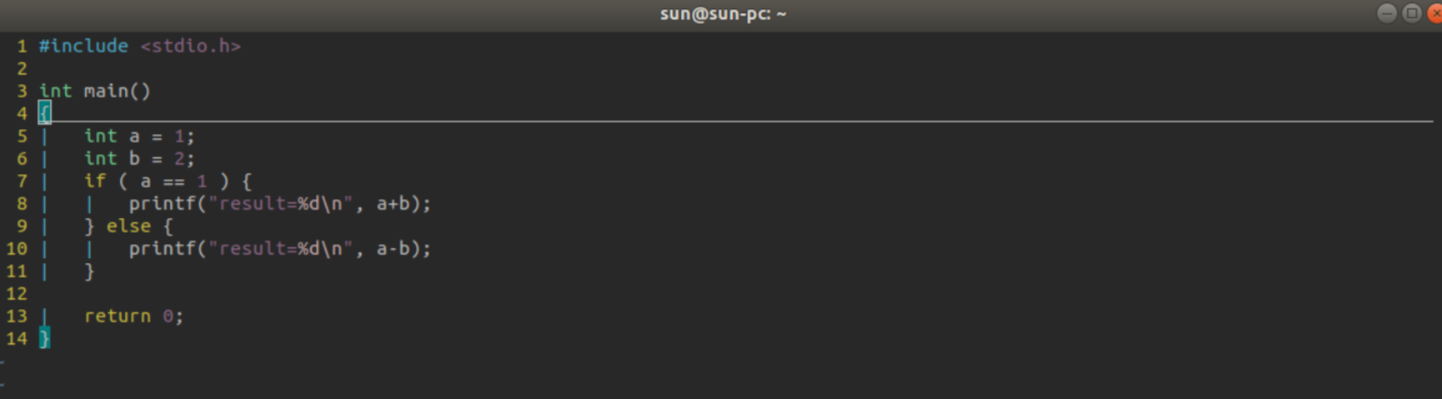 sun@sun-pc: ~
1 #include <stdio.h>
2
3 int main()
4 {
5 |   int a = 1;
6 |   int b = 2;
7 |   if ( a == 1 ) {
8 |   |   printf("result=%d\n", a+b);
9 |   } else {
10 |   |   printf("result=%d\n", a-b);
11 |   }
12
13 |   return 0;
14 }
~
~